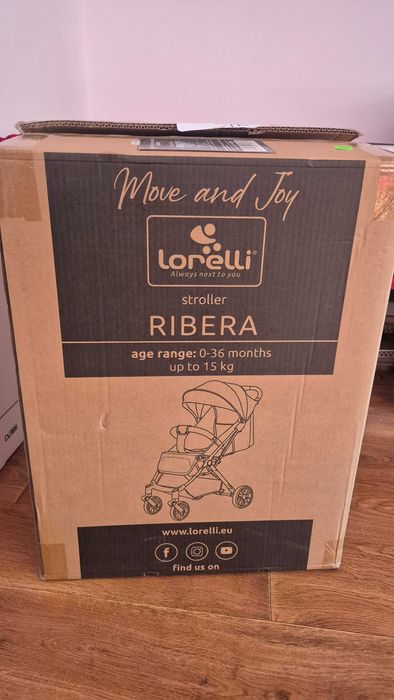 Move and Joy
lorelli®
Always next to you
stroller
RIBERA
age range: 0-36 months
up to 15 kg
www.lorelli.eu
find us on